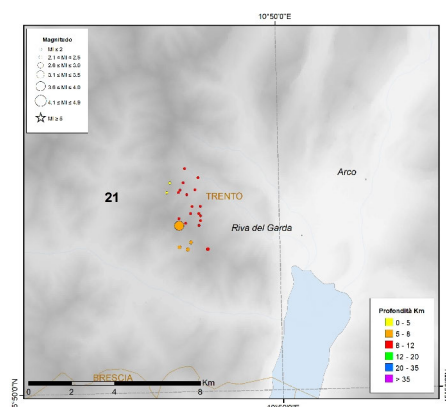 10°50'0"E
Magnitudo
Ml ≤ 2
2.1 ≤ Ml ≤ 2.5
2.6 ≤ Ml ≤ 3.0
3.1 ≤ Ml ≤ 3.5
3.6 ≤ Ml ≤ 4.0
4.1 ≤ Ml ≤ 4.9
Ml ≥ 5
Arco
21
TRENTO
Riva del Garda
Profondità Km
0 - 5
5 - 8
8 - 12
12 - 20
20 - 35
> 35
BRESCIA
0 2 4 8 Km